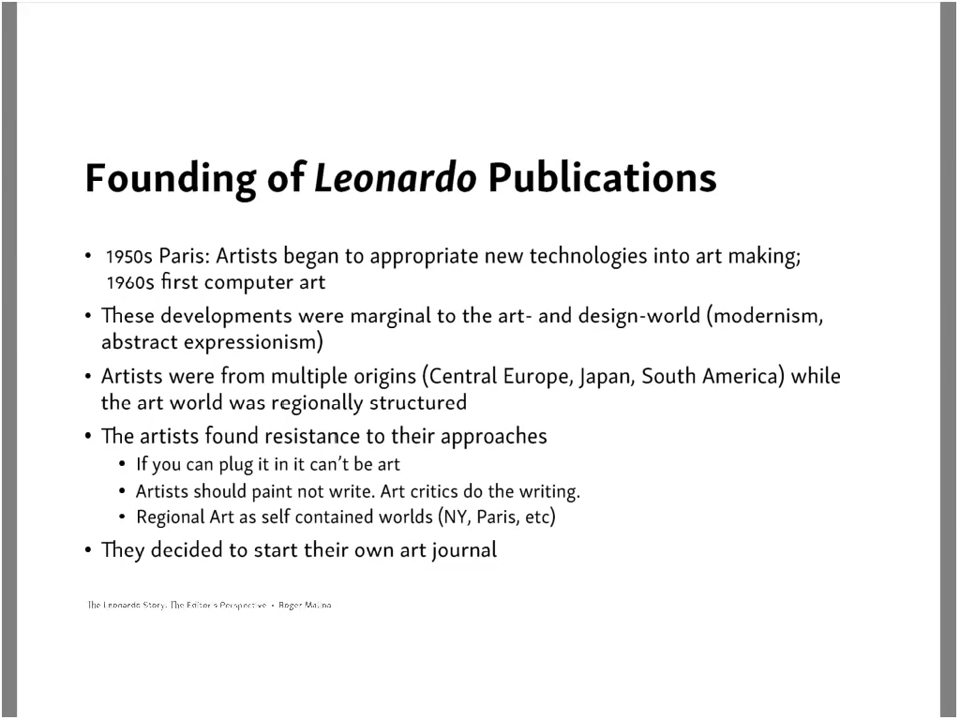 Founding of Leonardo Publications
• 1950s Paris: Artists began to appropriate new technologies into art making;
1960s first computer art
• These developments were marginal to the art- and design-world (modernism,
abstract expressionism)
• Artists were from multiple origins (Central Europe, Japan, South America) while
the art world was regionally structured
• The artists found resistance to their approaches
• If you can plug it in it can't be art
• Artists should paint not write. Art critics do the writing.
• Regional Art as self contained worlds (NY, Paris, etc)
• They decided to start their own art journal
The Leonardo Story: The Editor's Perspective • Roger Malina